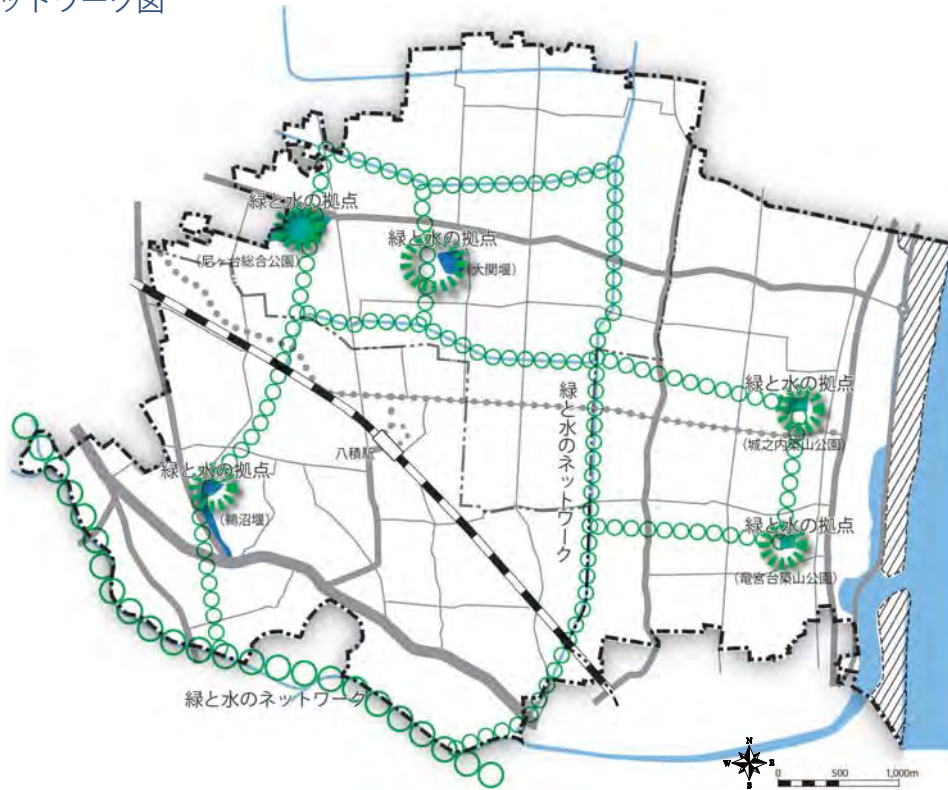 ットワーク図
緑と水の拠点
(尼ヶ台総合公園)
緑と水の拠点
(大関堰)
緑と水の拠点
(城之内築山公園)
緑と水のネットワーク
八積駅
緑と水の拠点
(鵜沼堰)
緑と水の拠点
(竜宮台築山公園)
緑と水のネットワーク
N
W E
S
0 500 1,000m